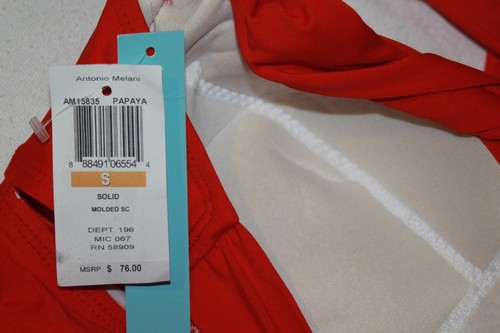 Antonio Melani
AM15835 PAPAYA
8 88491 06554 4
S
SOLID
MOLDED SC
DEPT. 196
MIC 067
RN 58909
MSRP $ 76.00